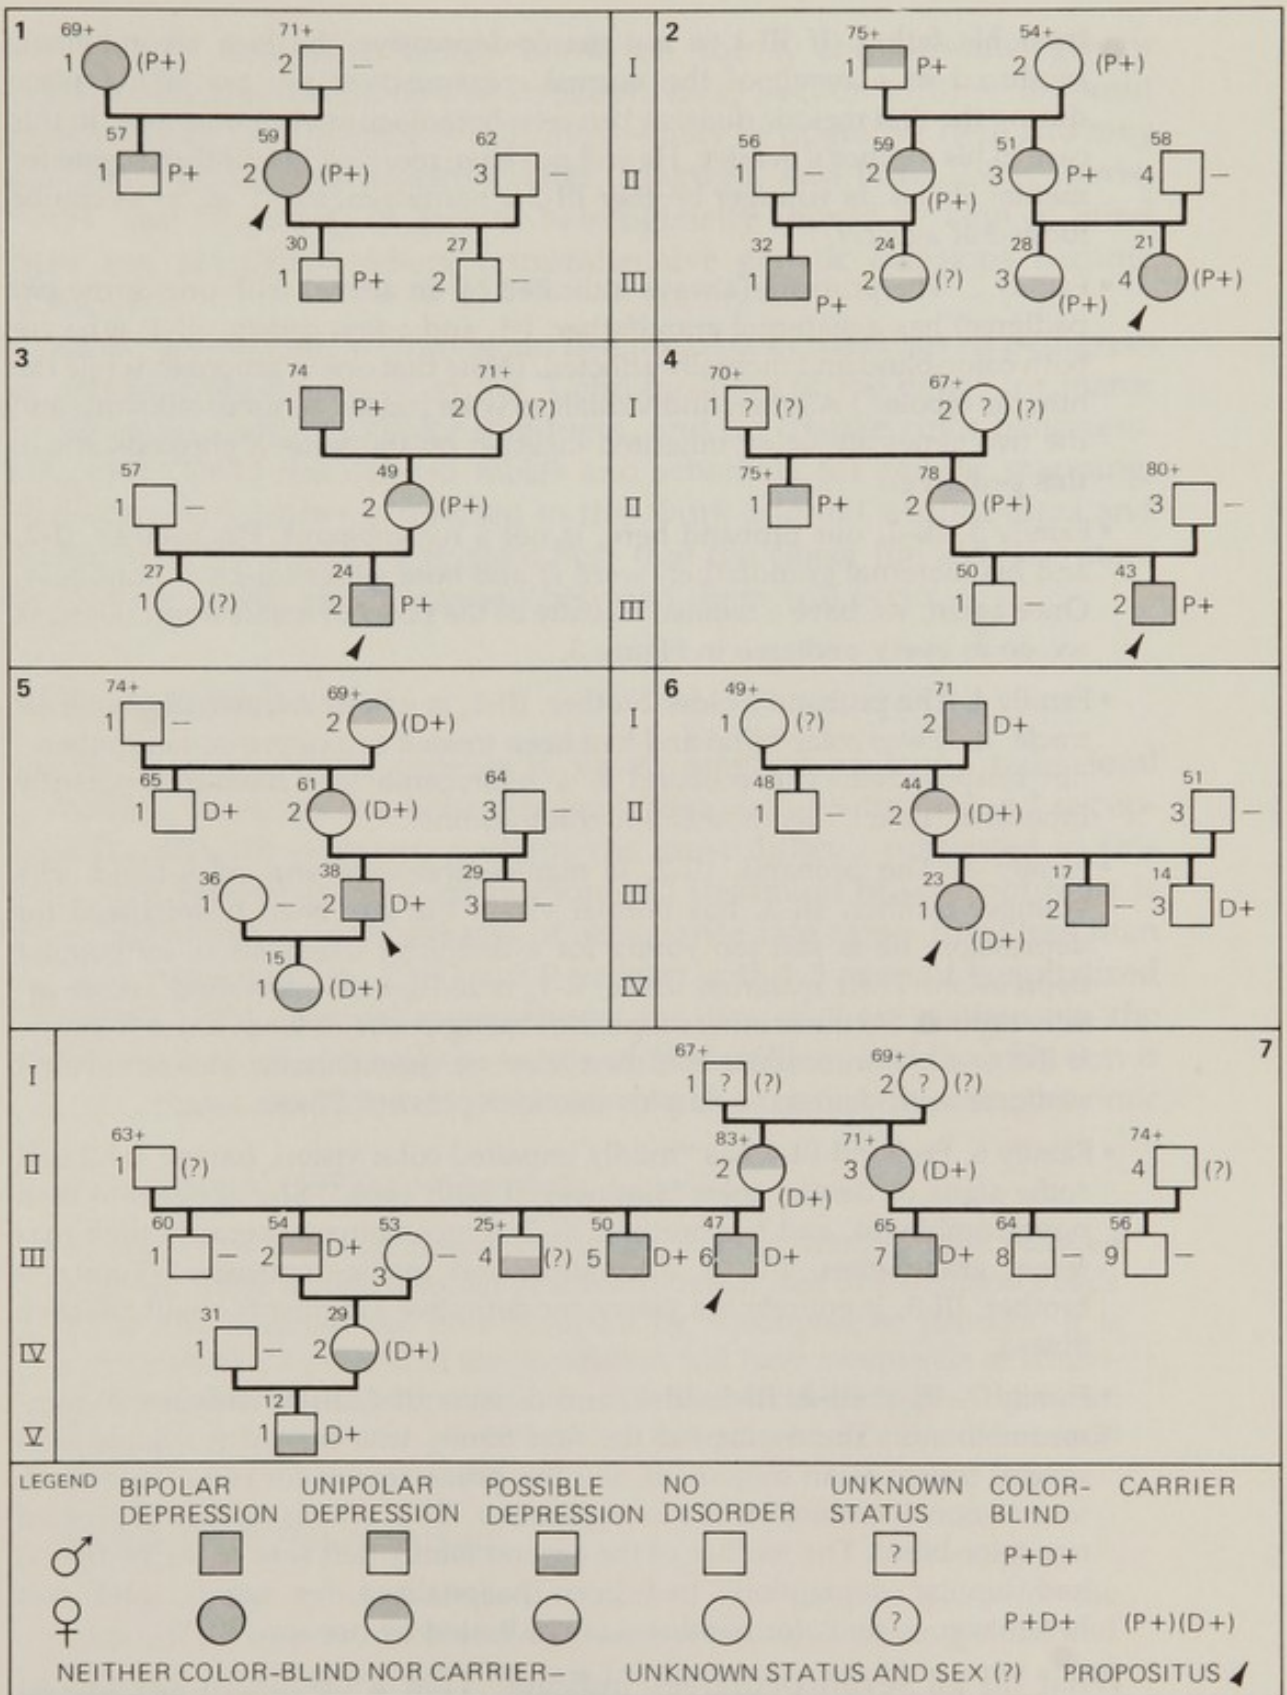 1
69+
71+
1 (P+)
2 –
57
59
62
1 P+
2 (P+)
3 –
30
27
1 P+
2 –
I
II
III
2
75+
54+
1 P+
2 (P+)
56
59
51
58
1 –
2
(P+)
3 P+
4 –
32
24
28
21
1
P+
2 (?)
3
(P+)
4 (P+)
3
74
71+
1 P+
2 (?)
57
49
1 –
2 (P+)
27
24
1 (?)
2 P+
I
II
III
4
70+
67+
1 ? (?)
2 ? (?)
75+
78
80+
1 P+
2 (P+)
3 –
50
43
1 –
2 P+
5
74+
69+
1 –
2 (D+)
65
61
64
1 D+
2 (D+)
3
36
38
29
1 –
2 D+
3 –
15
1 (D+)
I
II
III
IV
6
49+
71
1 (?)
2 D+
48
44
51
1 –
2 (D+)
3 –
23
17
14
1
(D+)
2 –
3 D+
7
I
II
III
IV
V
67+
69+
1 ? (?)
2 ? (?)
63+
83+
71+
74+
1 (?)
2
(D+)
3 (D+)
4 (?)
60
54
53
25+
50
47
65
64
56
1 –
2 D+
3 –
4 (?)
5 D+
6 D+
7 D+
8 –
9 –
31
29
1 –
2 (D+)
12
1 D+
LEGEND
BIPOLAR DEPRESSION
UNIPOLAR DEPRESSION
POSSIBLE DEPRESSION
NO DISORDER
UNKNOWN STATUS
COLOR-BLIND
CARRIER
♂ ? P+D+
♀ ? P+D+ (P+)(D+)
NEITHER COLOR-BLIND NOR CARRIER– UNKNOWN STATUS AND SEX (?) PROPOSITUS